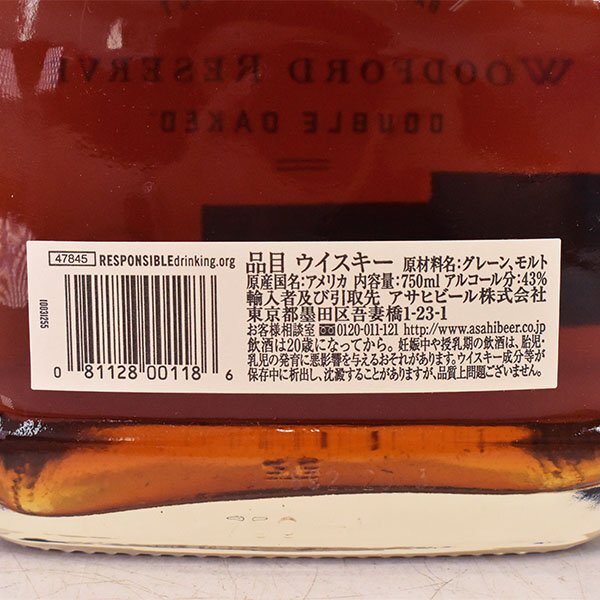 WOODFORD RESERVE
DOUBLE OAKED
47845 RESPONSIBLEdrinking.org
10031255
0 81128 00118 6
品目 ウイスキー 原材料名:グレーン、モルト
原産国名:アメリカ 内容量:750ml アルコール分:43%
輸入者及び引取先 アサヒビール株式会社
東京都墨田区吾妻橋1-23-1
お客様相談室 0120-011-121 http://www.asahibeer.co.jp
飲酒は20歳になってから。妊娠中や授乳期の飲酒は、胎児・
乳児の発育に悪影響を与えるおそれがあります。ウイスキー成分等が
保存中に析出し、沈澱することがありますが、品質上問題ございません。